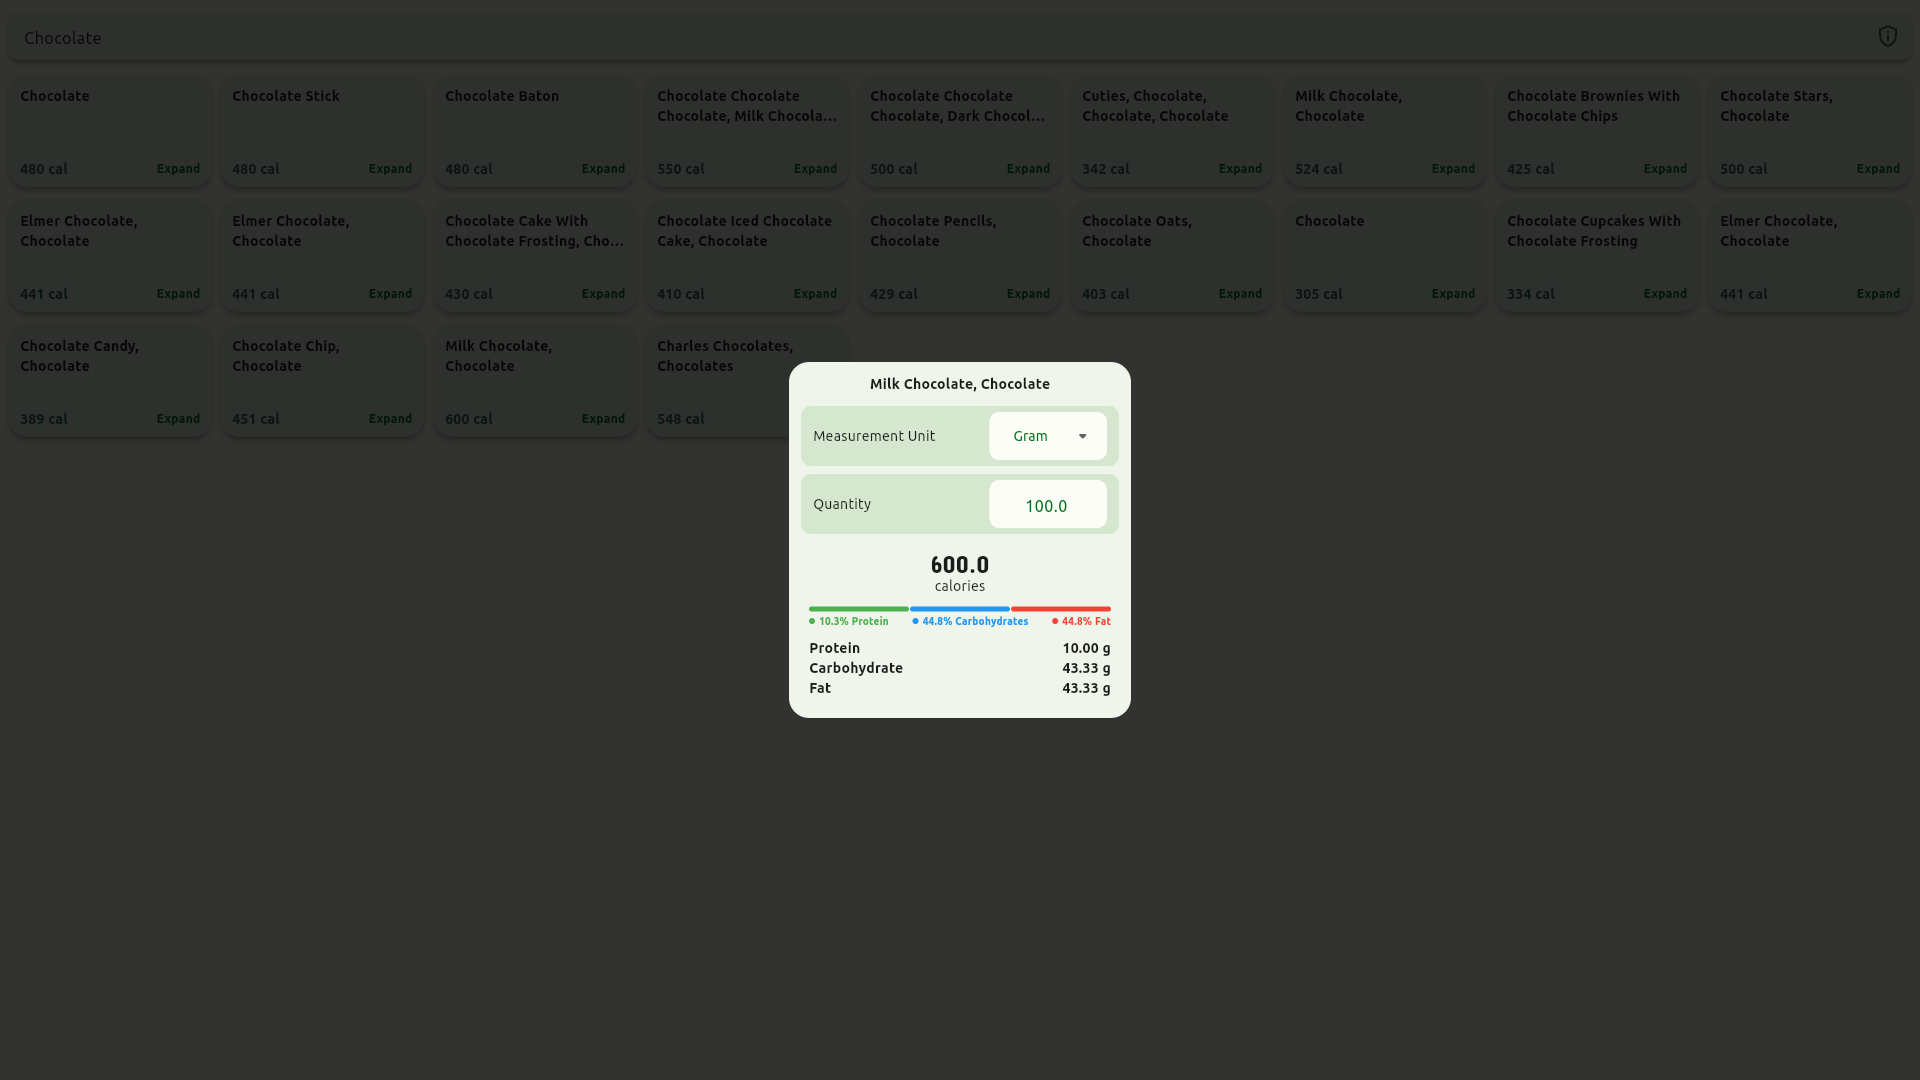 Chocolate
Chocolate
480 cal
Expand
Chocolate Stick
480 cal
Expand
Chocolate Baton
480 cal
Expand
Chocolate Chocolate
Chocolate, Milk Chocola...
550 cal
Expand
Chocolate Chocolate
Chocolate, Dark Chocol...
500 cal
Expand
Cuties, Chocolate,
Chocolate, Chocolate
342 cal
Expand
Milk Chocolate,
Chocolate
524 cal
Expand
Chocolate Brownies With
Chocolate Chips
425 cal
Expand
Chocolate Stars,
Chocolate
500 cal
Expand
Elmer Chocolate,
Chocolate
441 cal
Expand
Elmer Chocolate,
Chocolate
441 cal
Expand
Chocolate Cake With
Chocolate Frosting, Cho...
430 cal
Expand
Chocolate Iced Chocolate
Cake, Chocolate
410 cal
Expand
Chocolate Pencils,
Chocolate
429 cal
Expand
Chocolate Oats,
Chocolate
403 cal
Expand
Chocolate
305 cal
Expand
Chocolate Cupcakes With
Chocolate Frosting
334 cal
Expand
Elmer Chocolate,
Chocolate
441 cal
Expand
Chocolate Candy,
Chocolate
389 cal
Expand
Chocolate Chip,
Chocolate
451 cal
Expand
Milk Chocolate,
Chocolate
600 cal
Expand
Charles Chocolates,
Chocolates
548 cal
Milk Chocolate, Chocolate
Measurement Unit
Gram
Quantity
100.0
600.0
calories
10.3% Protein
44.8% Carbohydrates
44.8% Fat
Protein 10.00 g
Carbohydrate 43.33 g
Fat 43.33 g